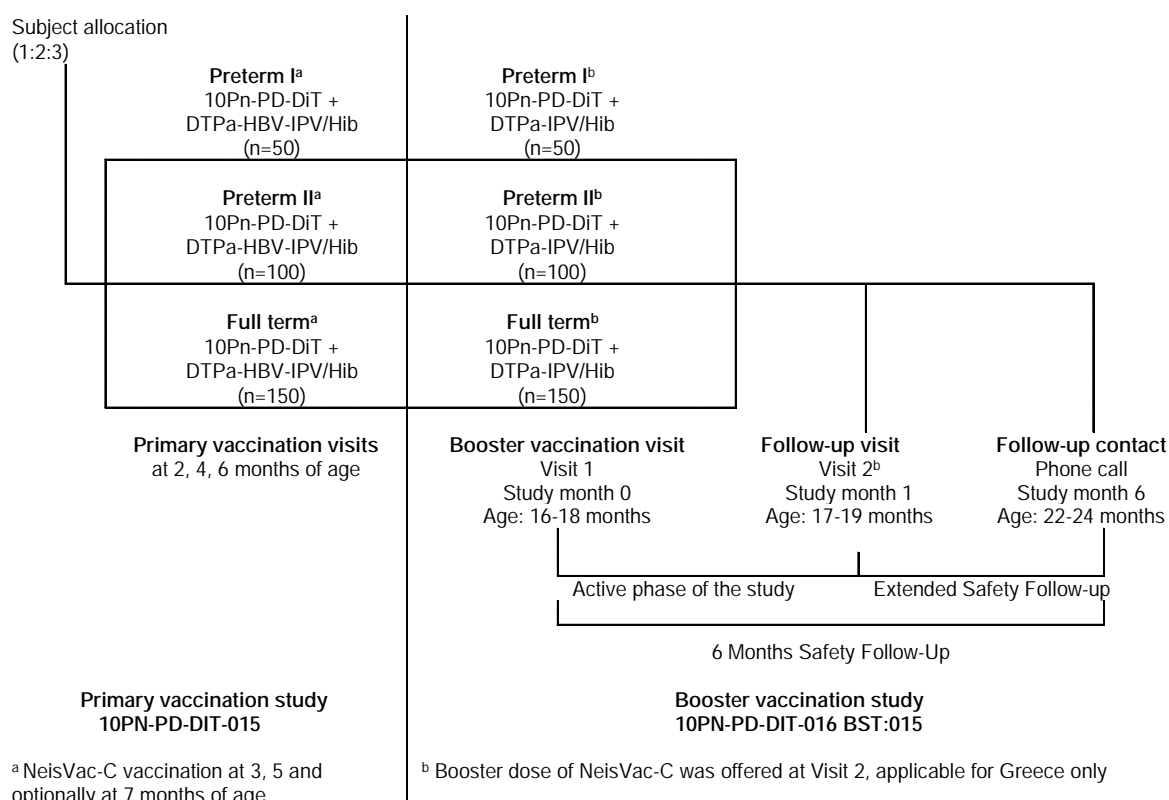 Subject allocation
(1:2:3)
Preterm Iᵃ
10Pn-PD-DiT +
DTPa-HBV-IPV/Hib
(n=50)
Preterm Iᵇ
10Pn-PD-DiT +
DTPa-IPV/Hib
(n=50)
Preterm IIᵃ
10Pn-PD-DiT +
DTPa-HBV-IPV/Hib
(n=100)
Preterm IIᵇ
10Pn-PD-DiT +
DTPa-IPV/Hib
(n=100)
Full termᵃ
10Pn-PD-DiT +
DTPa-HBV-IPV/Hib
(n=150)
Full termᵇ
10Pn-PD-DiT +
DTPa-IPV/Hib
(n=150)
Primary vaccination visits
at 2, 4, 6 months of age
Booster vaccination visit
Visit 1
Study month 0
Age: 16-18 months
Follow-up visit
Visit 2ᵇ
Study month 1
Age: 17-19 months
Follow-up contact
Phone call
Study month 6
Age: 22-24 months
Active phase of the study
Extended Safety Follow-up
6 Months Safety Follow-Up
Primary vaccination study
10PN-PD-DIT-015
Booster vaccination study
10PN-PD-DIT-016 BST:015
ᵃ NeisVac-C vaccination at 3, 5 and
optionally at 7 months of age
ᵇ Booster dose of NeisVac-C was offered at Visit 2, applicable for Greece only